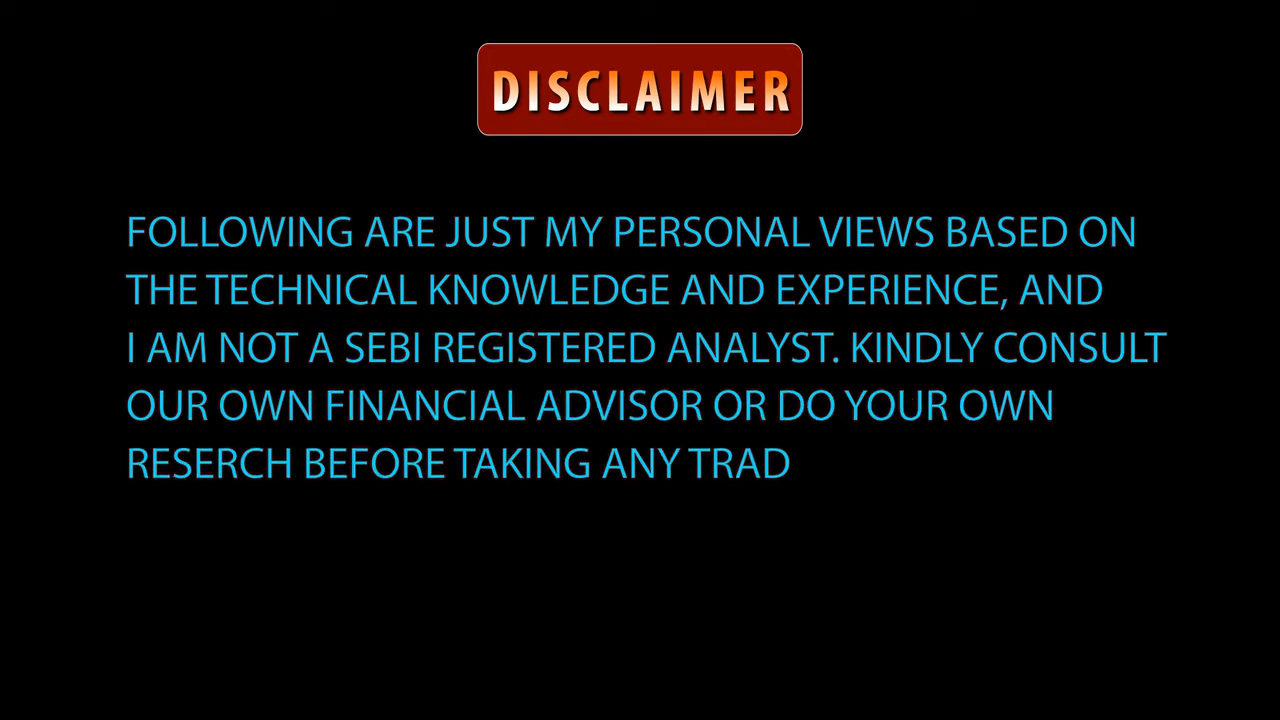 DISCLAIMER
FOLLOWING ARE JUST MY PERSONAL VIEWS BASED ON
THE TECHNICAL KNOWLEDGE AND EXPERIENCE, AND
I AM NOT A SEBI REGISTERED ANALYST. KINDLY CONSULT
OUR OWN FINANCIAL ADVISOR OR DO YOUR OWN
RESERCH BEFORE TAKING ANY TRAD